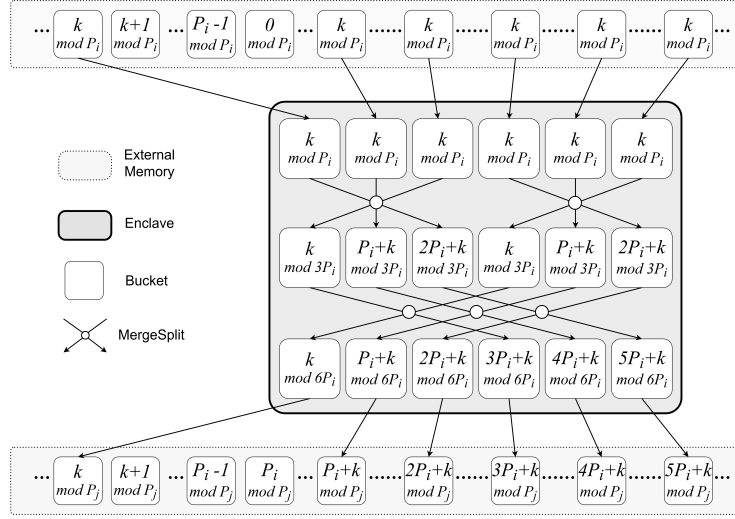 ... k k+1 ... P_i -1 0 ... k ...... k ...... k ...... k ...... k ...
mod P_i mod P_i mod P_i mod P_i mod P_i mod P_i mod P_i mod P_i mod P_i
k k k k k k
mod P_i mod P_i mod P_i mod P_i mod P_i mod P_i
External
Memory
Enclave
Bucket
MergeSplit
k P_i+k 2P_i+k k P_i+k 2P_i+k
mod 3P_i mod 3P_i mod 3P_i mod 3P_i mod 3P_i mod 3P_i
k P_i+k 2P_i+k 3P_i+k 4P_i+k 5P_i+k
mod 6P_i mod 6P_i mod 6P_i mod 6P_i mod 6P_i mod 6P_i
... k k+1 ... P_i -1 P_i ... P_i+k ...... 2P_i+k ...... 3P_i+k ...... 4P_i+k ...... 5P_i+k ...
mod P_j mod P_j mod P_j mod P_j mod P_j mod P_j mod P_j mod P_j mod P_j